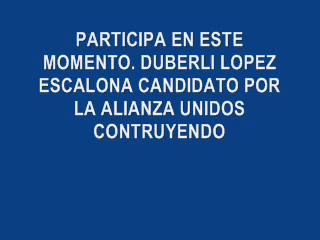 PARTICIPA EN ESTE
MOMENTO. DUBERLI LOPEZ
ESCALONA CANDIDATO POR
LA ALIANZA UNIDOS
CONTRUYENDO